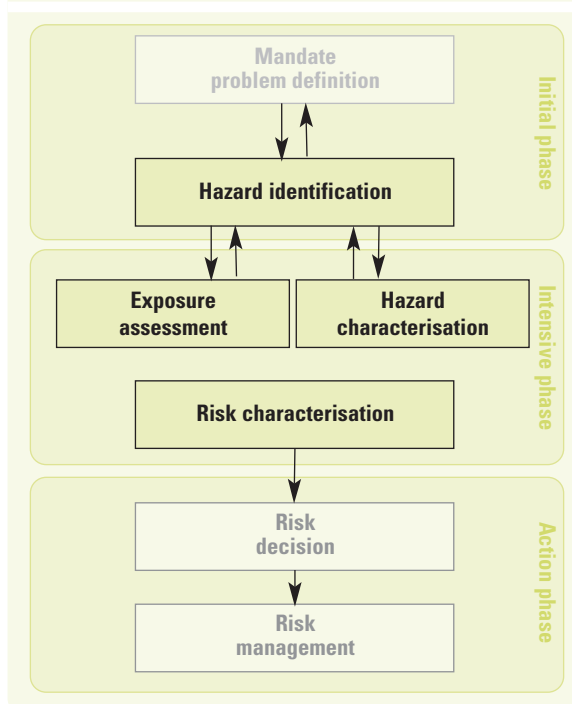 Mandate
problem definition
Initial phase
Hazard identification
Exposure
assessment
Hazard
characterisation
Intensive phase
Risk characterisation
Risk
decision
Action phase
Risk
management